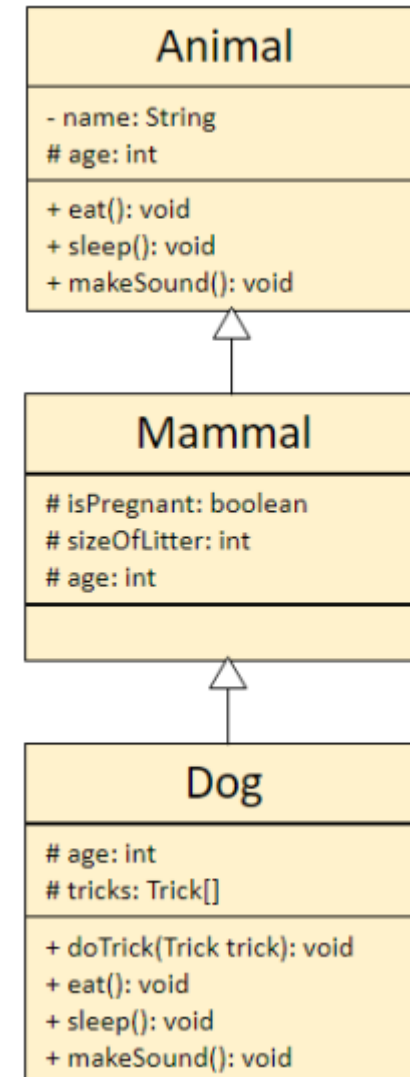 Animal
- name: String
# age: int
+ eat(): void
+ sleep(): void
+ makeSound(): void
Mammal
# isPregnant: boolean
# sizeOfLitter: int
# age: int
Dog
# age: int
# tricks: Trick[]
+ doTrick(Trick trick): void
+ eat(): void
+ sleep(): void
+ makeSound(): void